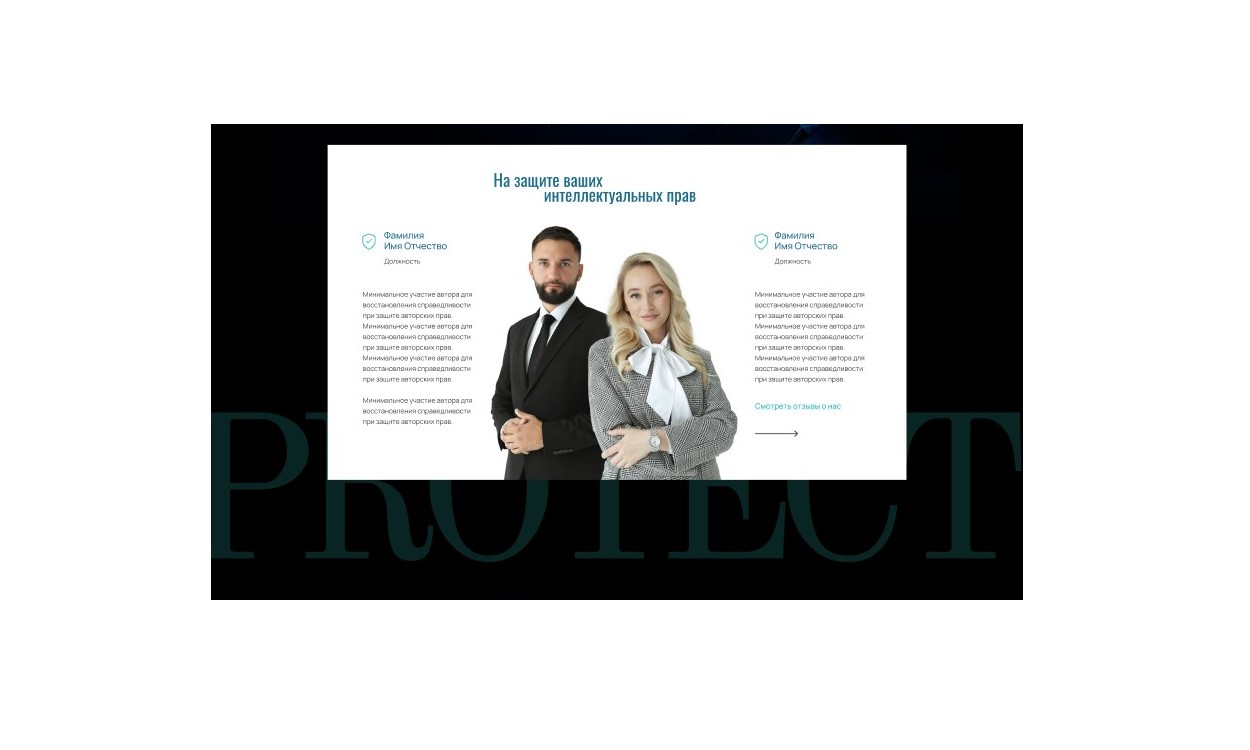 На защите ваших
интеллектуальных прав
Фамилия
Имя Отчество
Должность
Минимальное участие автора для
восстановления справедливости
при защите авторских прав.
Минимальное участие автора для
восстановления справедливости
при защите авторских прав.
Минимальное участие автора для
восстановления справедливости
при защите авторских прав.
Минимальное участие автора для
восстановления справедливости
при защите авторских прав.
Фамилия
Имя Отчество
Должность
Минимальное участие автора для
восстановления справедливости
при защите авторских прав.
Минимальное участие автора для
восстановления справедливости
при защите авторских прав.
Минимальное участие автора для
восстановления справедливости
при защите авторских прав.
Смотреть отзывы о нас
PROTECT